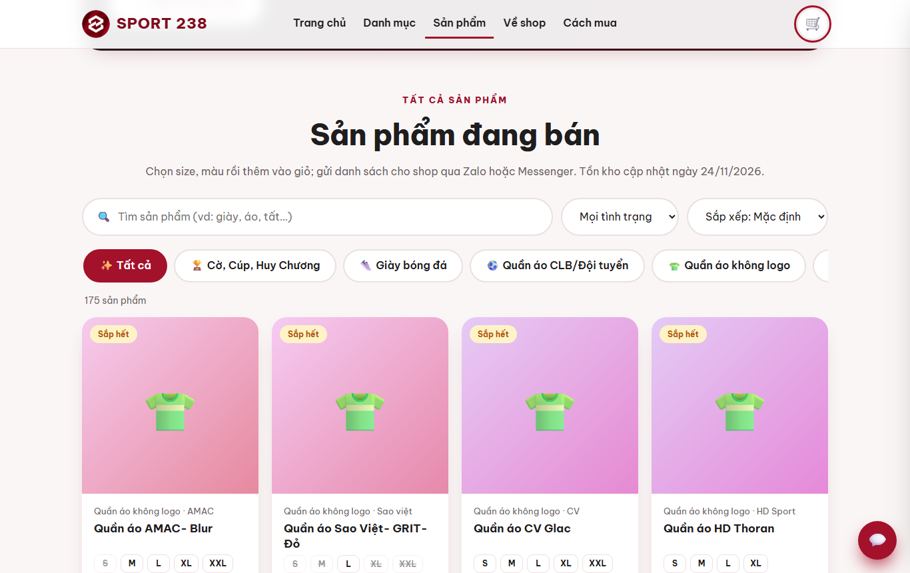 SPORT 238
Trang chủ Danh mục Sản phẩm Về shop Cách mua
TẤT CẢ SẢN PHẨM
Sản phẩm đang bán
Chọn size, màu rồi thêm vào giỏ; gửi danh sách cho shop qua Zalo hoặc Messenger. Tồn kho cập nhật ngày 24/11/2026.
Tìm sản phẩm (vd: giày, áo, tất...) Mọi tình trạng Sắp xếp: Mặc định
Tất cả Cờ, Cúp, Huy Chương Giày bóng đá Quần áo CLB/Đội tuyển Quần áo không logo
175 sản phẩm
Sắp hết Sắp hết Sắp hết Sắp hết
Quần áo không logo · AMAC
Quần áo AMAC- Blur
S M L XL XXL
Quần áo không logo · Sao việt
Quần áo Sao Việt- GRIT-
Đỏ
S M L XL XXL
Quần áo không logo · CV
Quần áo CV Glac
S M L XL XXL
Quần áo không logo · HD Sport
Quần áo HD Thoran
S M L XL